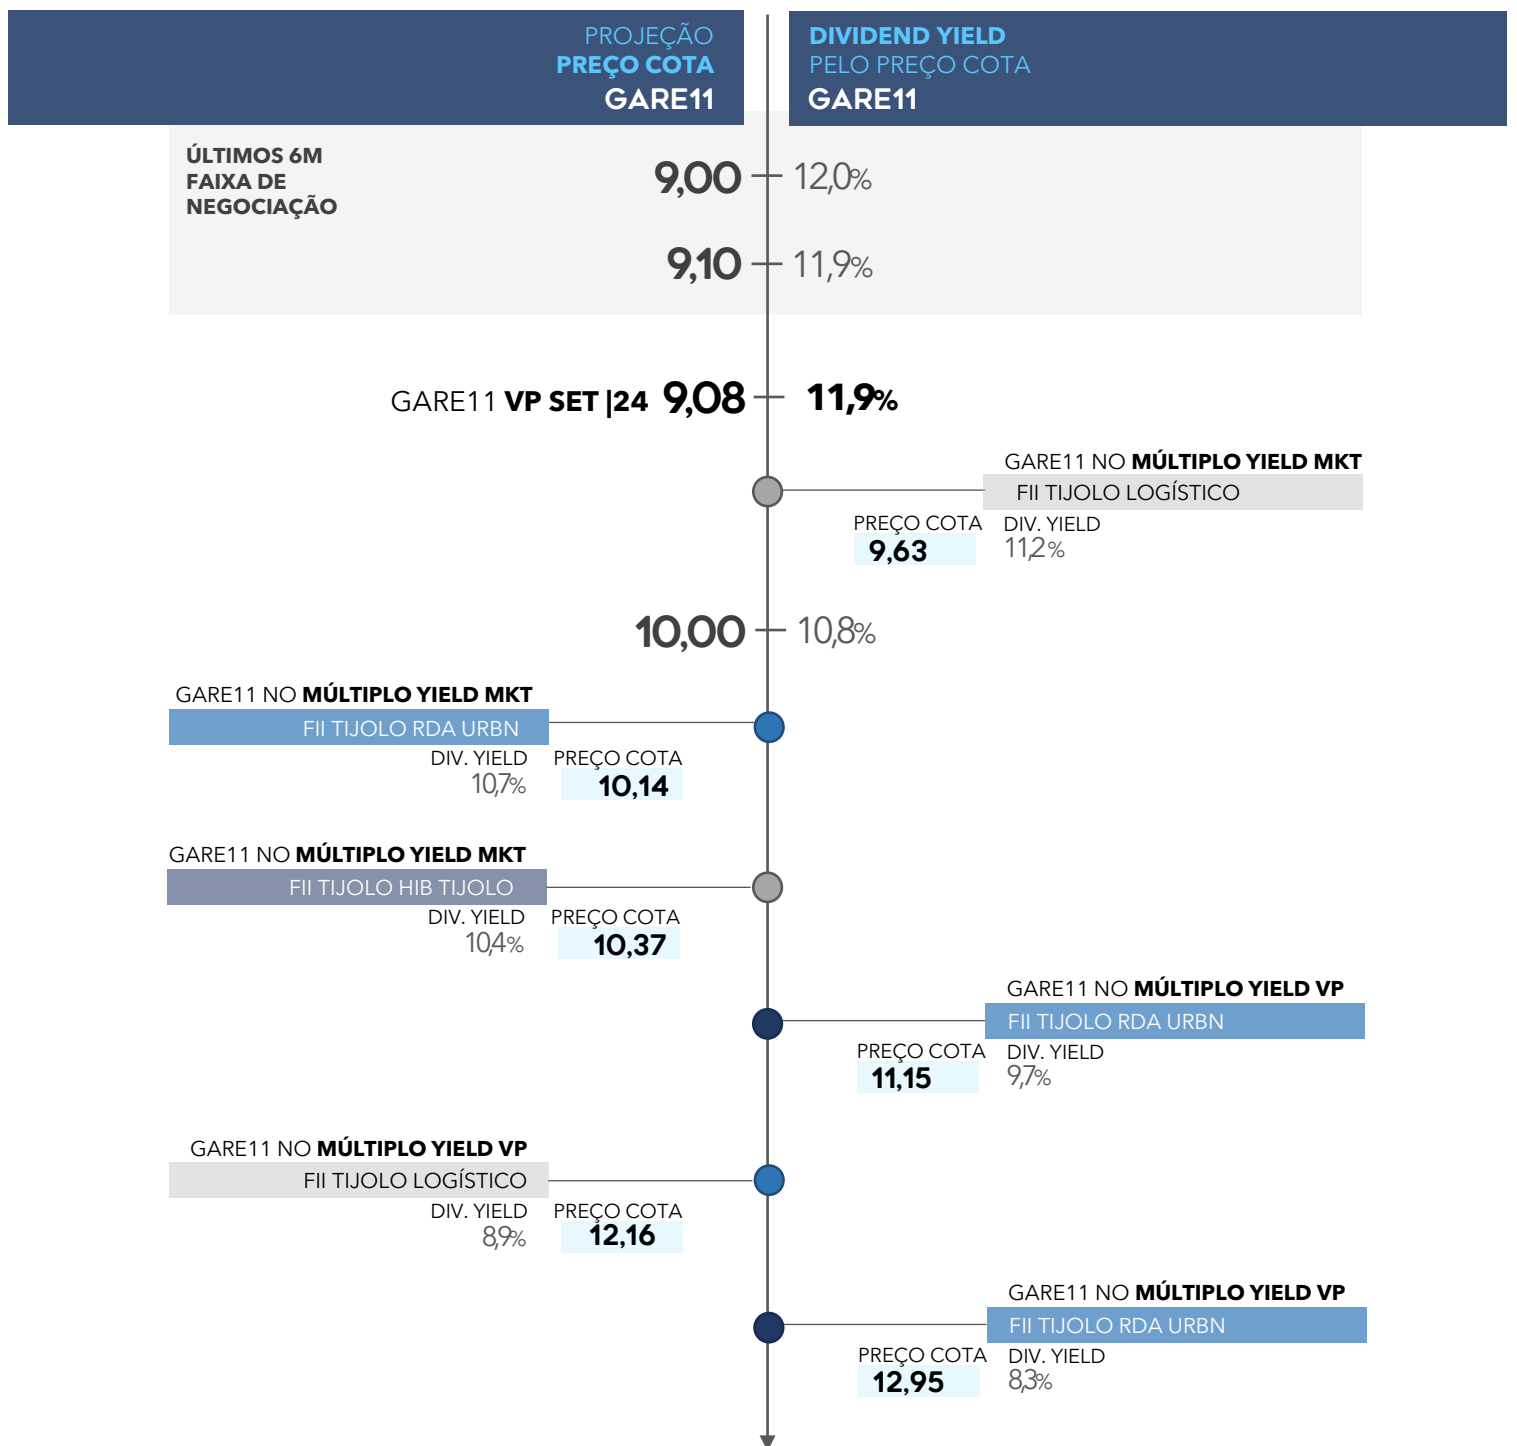 PROJEÇÃO
PREÇO COTA
GARE11
DIVIDEND YIELD
PELO PREÇO COTA
GARE11
ÚLTIMOS 6M
FAIXA DE
NEGOCIAÇÃO
9,00 12,0%
9,10 11,9%
GARE11 VP SET |24 9,08 11,9%
GARE11 NO MÚLTIPLO YIELD MKT
FII TIJOLO LOGÍSTICO
PREÇO COTA DIV. YIELD
9,63 11,2%
10,00 10,8%
GARE11 NO MÚLTIPLO YIELD MKT
FII TIJOLO RDA URBN
DIV. YIELD PREÇO COTA
10,7% 10,14
GARE11 NO MÚLTIPLO YIELD MKT
FII TIJOLO HIB TIJOLO
DIV. YIELD PREÇO COTA
10,4% 10,37
GARE11 NO MÚLTIPLO YIELD VP
FII TIJOLO RDA URBN
PREÇO COTA DIV. YIELD
11,15 9,7%
GARE11 NO MÚLTIPLO YIELD VP
FII TIJOLO LOGÍSTICO
DIV. YIELD PREÇO COTA
8,9% 12,16
GARE11 NO MÚLTIPLO YIELD VP
FII TIJOLO RDA URBN
PREÇO COTA DIV. YIELD
12,95 8,3%